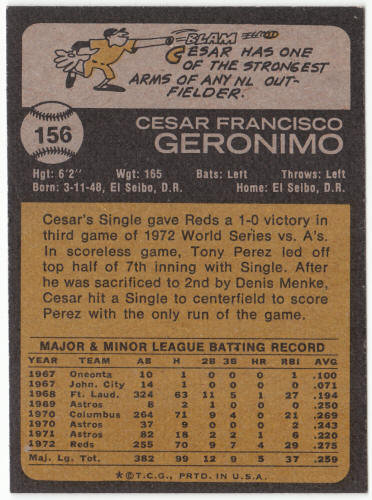 BLAM
CESAR HAS ONE
OF THE STRONGEST
ARMS OF ANY NL OUT-
FIELDER.
156
CESAR FRANCISCO
GERONIMO
Hgt: 6'2" Wgt: 165 Bats: Left Throws: Left
Born: 3-11-48, El Seibo, D.R. Home: El Seibo, D.R.
Cesar's Single gave Reds a 1-0 victory in
third game of 1972 World Series vs. A's.
In scoreless game, Tony Perez led off
top half of 7th inning with Single. After
he was sacrificed to 2nd by Denis Menke,
Cesar hit a Single to centerfield to score
Perez with the only run of the game.
MAJOR & MINOR LEAGUE BATTING RECORD
YEAR TEAM AB H 2B 3B HR RBI AVG
1967 Oneonta 10 1 0 0 0 1 .100
1967 John. City 14 1 0 0 0 0 .071
1968 Ft. Laud. 324 63 11 5 1 27 .194
1969 Astros 8 2 1 0 0 0 .250
1970 Columbus 264 71 9 4 0 21 .269
1970 Astros 37 9 0 0 0 2 .243
1971 Astros 82 18 2 2 1 6 .220
1972 Reds 255 70 9 7 4 29 .275
Maj. Lg. Tot. 382 99 12 9 5 37 .259
*©T.C.G., PRTD. IN U.S.A.